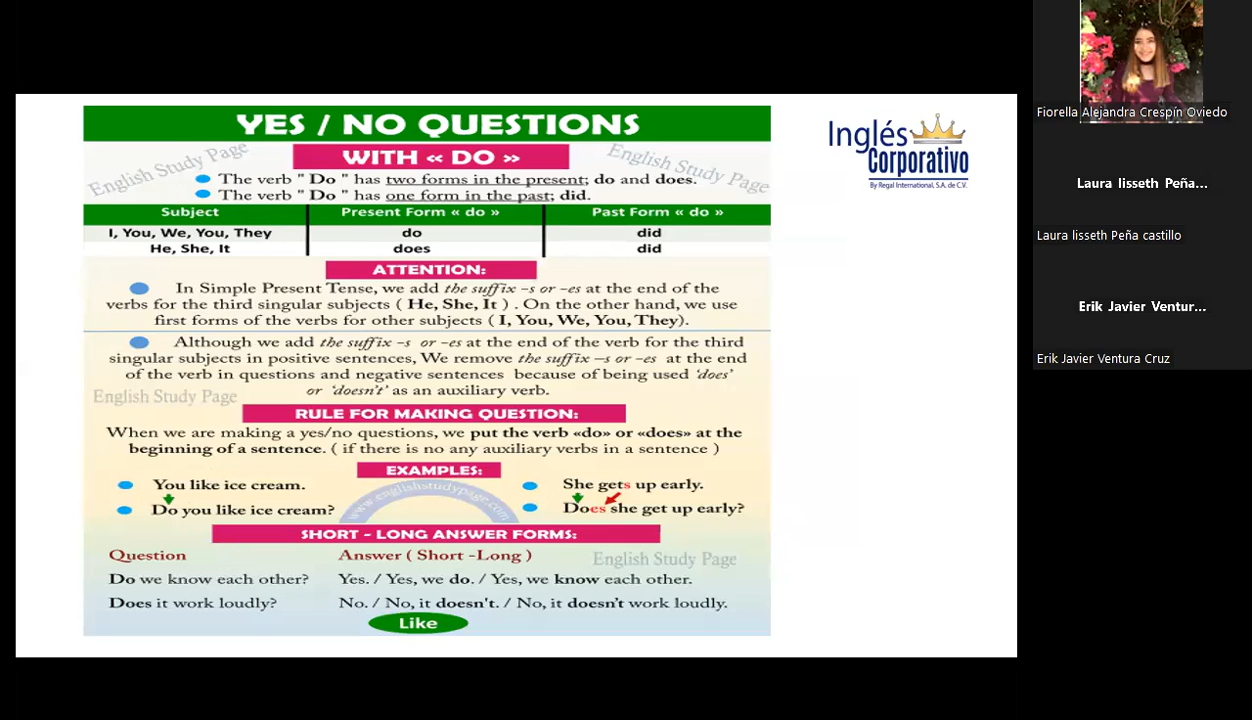 YES / NO QUESTIONS
English Study Page
WITH « DO »
English Study Page
The verb " Do " has two forms in the present; do and does.
The verb " Do " has one form in the past; did.
Subject Present Form « do » Past Form « do »
I, You, We, You, They do did
He, She, It does did
ATTENTION:
In Simple Present Tense, we add the suffix –s or –es at the end of the
verbs for the third singular subjects ( He, She, It ) . On the other hand, we use
first forms of the verbs for other subjects ( I, You, We, You, They).
Although we add the suffix –s or –es at the end of the verb for the third
singular subjects in positive sentences, We remove the suffix –s or –es at the end
of the verb in questions and negative sentences because of being used 'does'
or 'doesn't' as an auxiliary verb.
English Study Page
RULE FOR MAKING QUESTION:
When we are making a yes/no questions, we put the verb «do» or «does» at the
beginning of a sentence. ( if there is no any auxiliary verbs in a sentence )
EXAMPLES:
You like ice cream.
Do you like ice cream?
www.englishstudypage.com
She gets up early.
Does she get up early?
SHORT - LONG ANSWER FORMS:
Question Answer ( Short -Long )
English Study Page
Do we know each other? Yes. / Yes, we do. / Yes, we know each other.
Does it work loudly? No. / No, it doesn't. / No, it doesn't work loudly.
Like
Inglés
Corporativo
By Regal International, S.A. de C.V.
Fiorella Alejandra Crespín Oviedo
Laura lisseth Peña...
Laura lisseth Peña castillo
Erik Javier Ventur...
Erik Javier Ventura Cruz